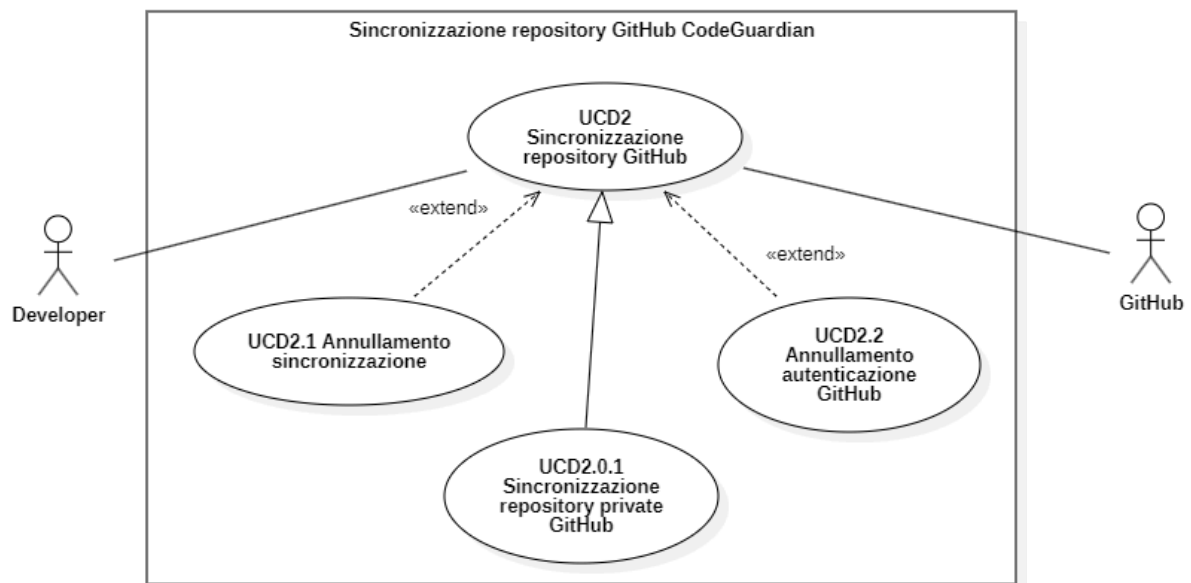 Sincronizzazione repository GitHub CodeGuardian
UCD2
Sincronizzazione
repository GitHub
«extend»
«extend»
Developer
GitHub
UCD2.1 Annullamento
sincronizzazione
UCD2.2
Annullamento
autenticazione
GitHub
UCD2.0.1
Sincronizzazione
repository private
GitHub